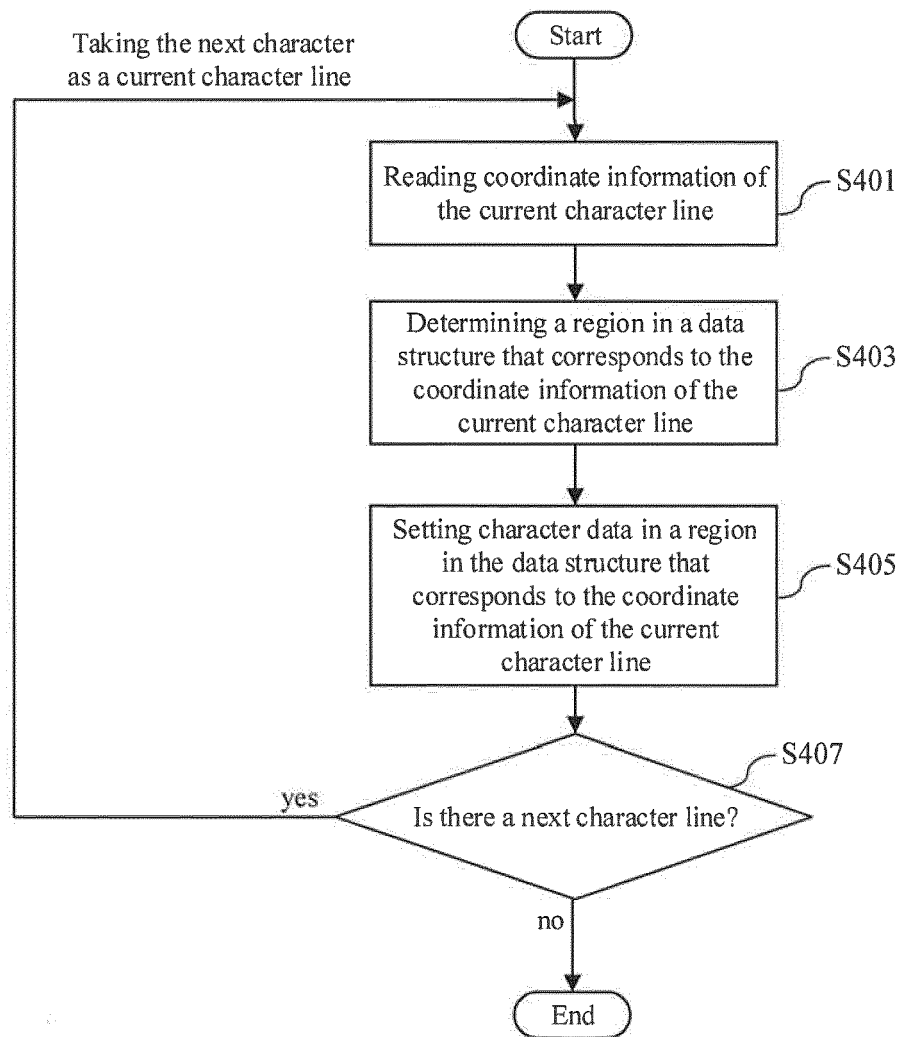 Start
Taking the next character
as a current character line
Reading coordinate information of
the current character line
S401
Determining a region in a data
structure that corresponds to the
coordinate information of the
current character line
S403
Setting character data in a region
in the data structure that
corresponds to the coordinate
information of the current
character line
S405
S407
Is there a next character line?
yes
no
End